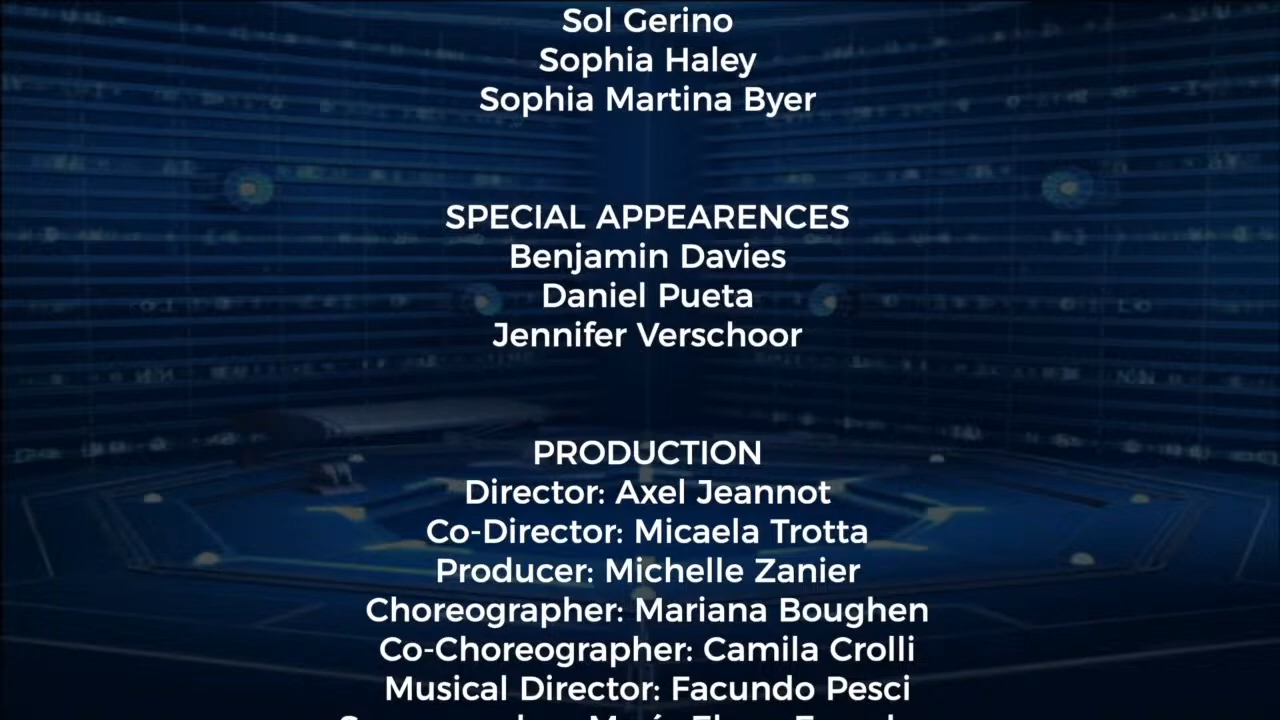 Sol Gerino
Sophia Haley
Sophia Martina Byer
SPECIAL APPEARENCES
Benjamin Davies
Daniel Pueta
Jennifer Verschoor
PRODUCTION
Director: Axel Jeannot
Co-Director: Micaela Trotta
Producer: Michelle Zanier
Choreographer: Mariana Boughen
Co-Choreographer: Camila Crolli
Musical Director: Facundo Pesci